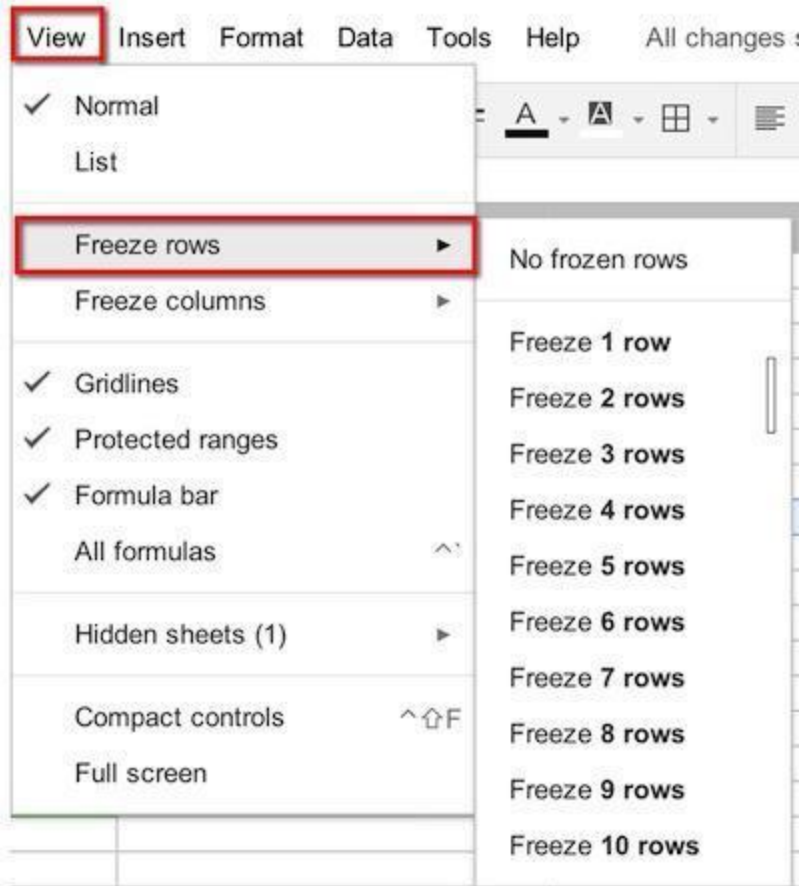 View Insert Format Data Tools Help All changes
Normal
List
Freeze rows
Freeze columns
Gridlines
Protected ranges
Formula bar
All formulas ^`
Hidden sheets (1)
Compact controls ^⇧F
Full screen
No frozen rows
Freeze 1 row
Freeze 2 rows
Freeze 3 rows
Freeze 4 rows
Freeze 5 rows
Freeze 6 rows
Freeze 7 rows
Freeze 8 rows
Freeze 9 rows
Freeze 10 rows
A A